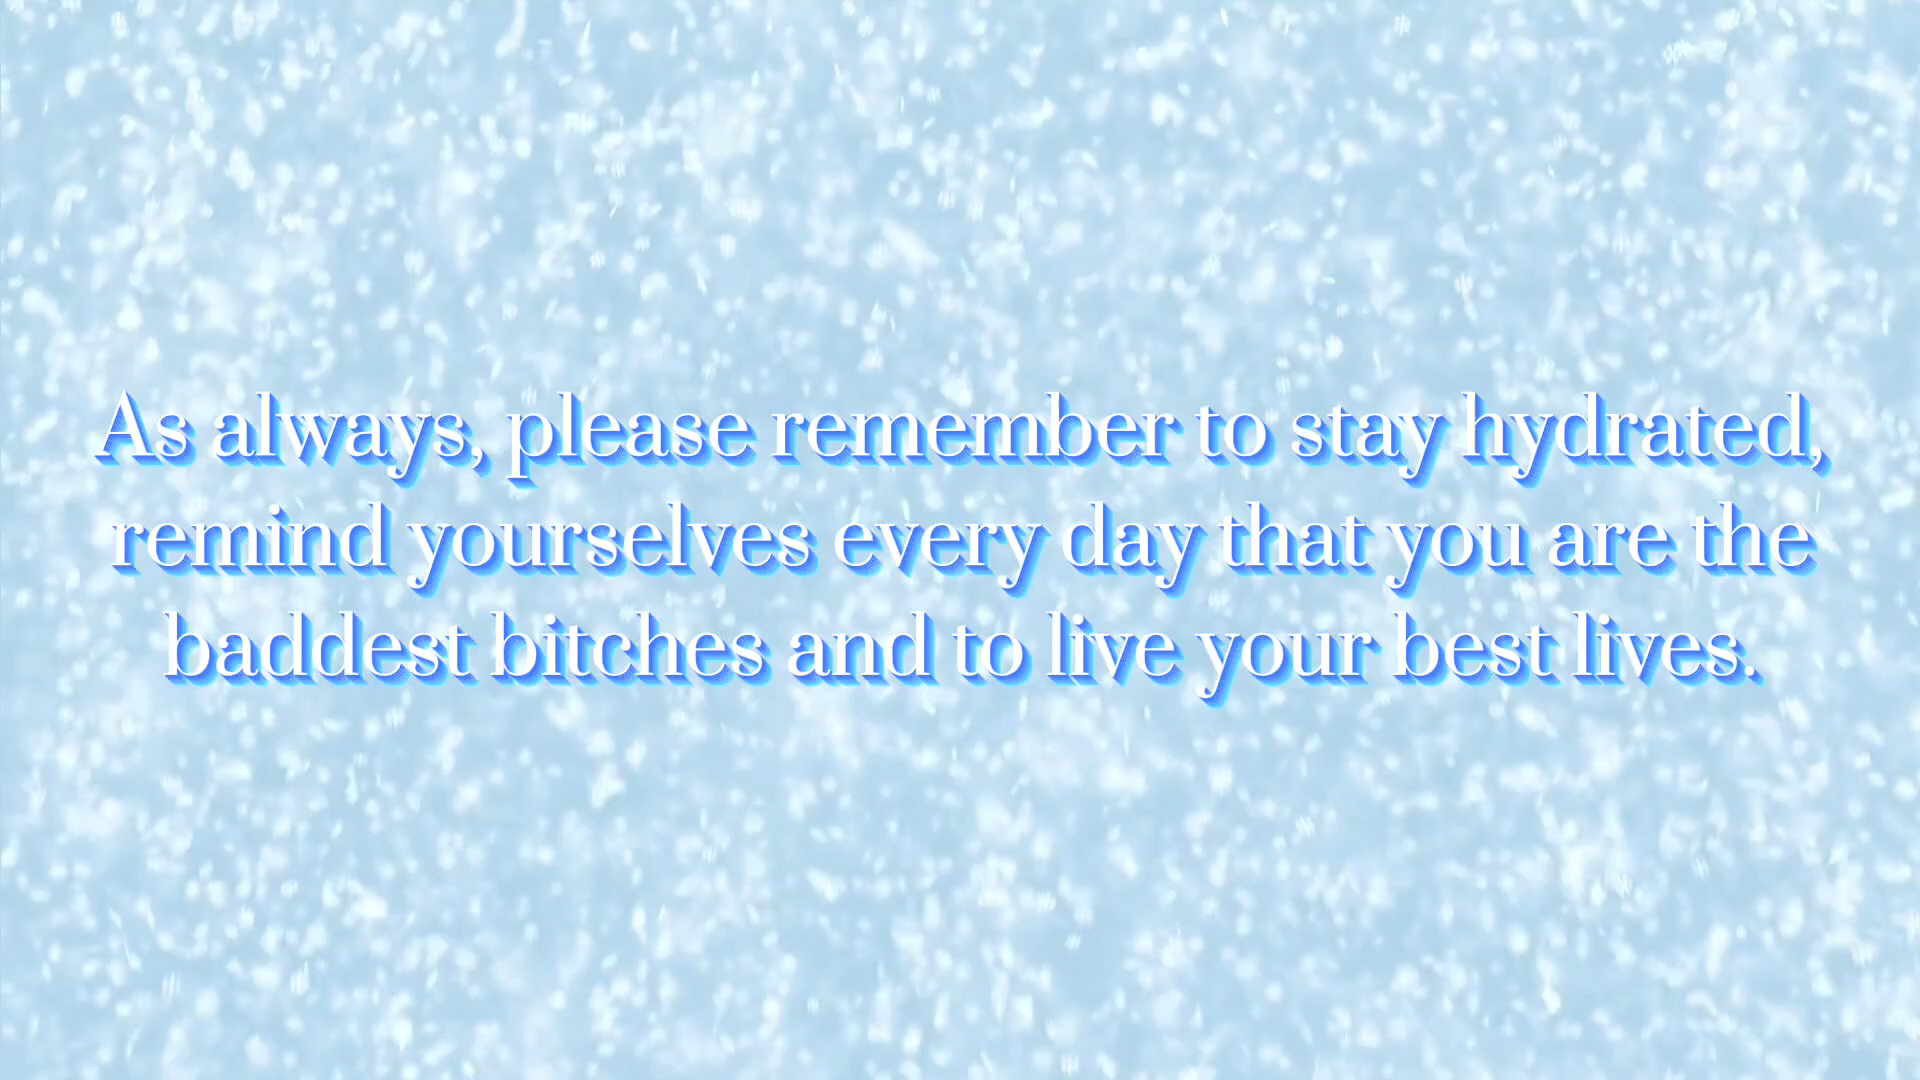 As always, please remember to stay hydrated,
remind yourselves every day that you are the
baddest bitches and to live your best lives.